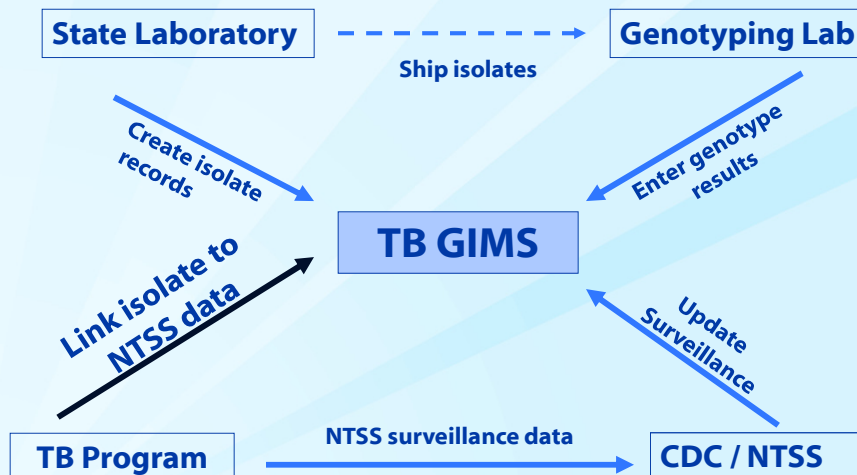 State Laboratory
Genotyping Lab
Ship isolates
Create isolate
records
Enter genotype
results
TB GIMS
Link isolate to
NTSS data
Update
Surveillance
NTSS surveillance data
TB Program
CDC / NTSS